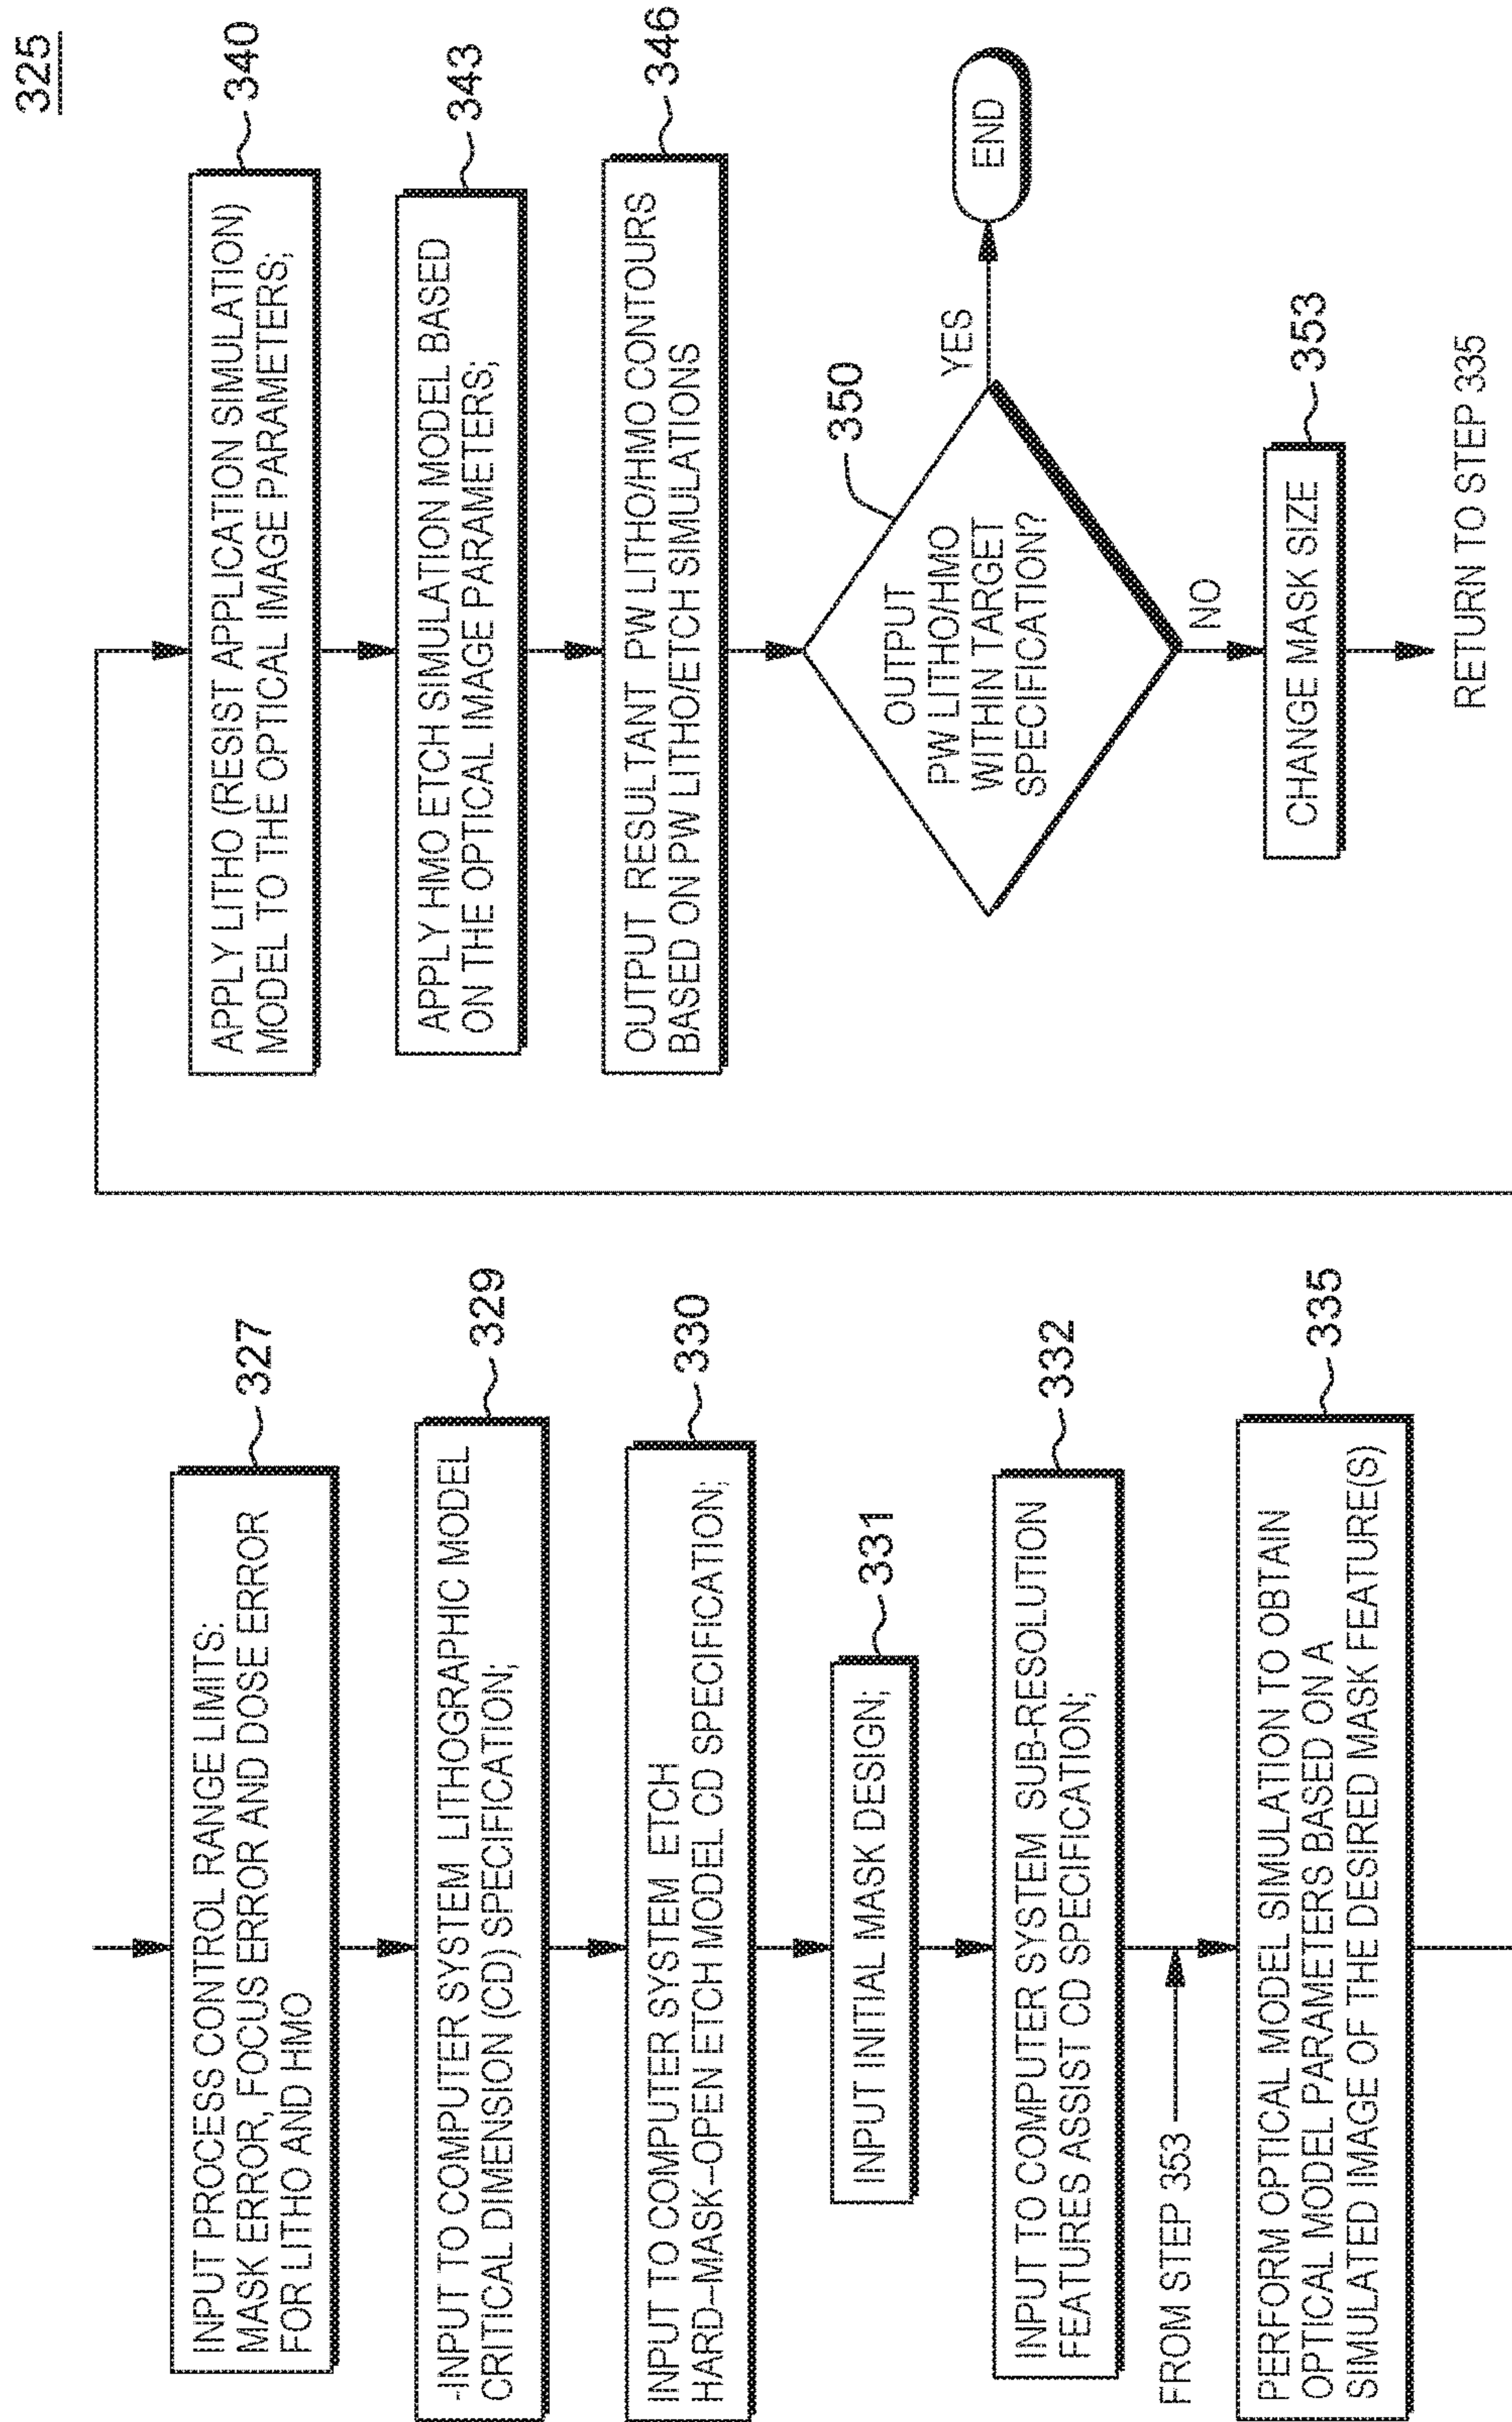 325
INPUT PROCESS CONTROL RANGE LIMITS:
MASK ERROR, FOCUS ERROR AND DOSE ERROR
FOR LITHO AND HMO
327
-INPUT TO COMPUTER SYSTEM LITHOGRAPHIC MODEL
CRITICAL DIMENSION (CD) SPECIFICATION;
329
INPUT TO COMPUTER SYSTEM ETCH
HARD-MASK-OPEN ETCH MODEL CD SPECIFICATION;
330
INPUT INITIAL MASK DESIGN;
331
INPUT TO COMPUTER SYSTEM SUB-RESOLUTION
FEATURES ASSIST CD SPECIFICATION;
332
FROM STEP 353
PERFORM OPTICAL MODEL SIMULATION TO OBTAIN
OPTICAL MODEL PARAMETERS BASED ON A
SIMULATED IMAGE OF THE DESIRED MASK FEATURE(S)
335
APPLY LITHO (RESIST APPLICATION SIMULATION)
MODEL TO THE OPTICAL IMAGE PARAMETERS;
340
APPLY HMO ETCH SIMULATION MODEL BASED
ON THE OPTICAL IMAGE PARAMETERS;
343
OUTPUT RESULTANT PW LITHO/HMO CONTOURS
BASED ON PW LITHO/ETCH SIMULATIONS
346
OUTPUT
PW LITHO/HMO
WITHIN TARGET
SPECIFICATION?
350
YES
END
NO
CHANGE MASK SIZE
353
RETURN TO STEP 335